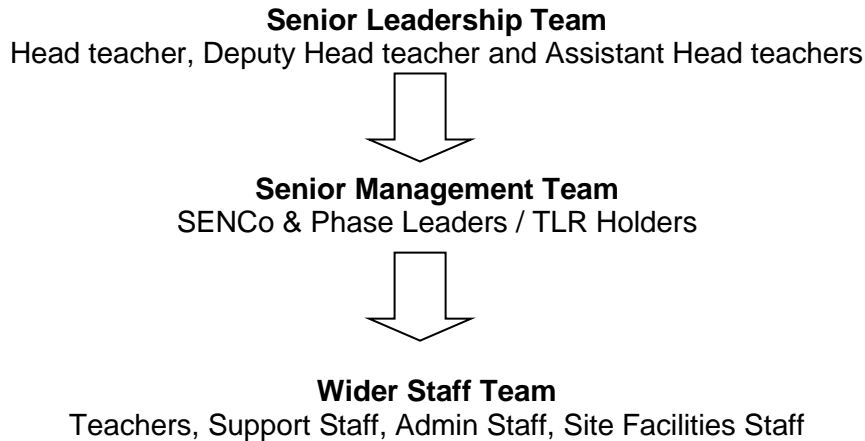 Senior Leadership Team
Head teacher, Deputy Head teacher and Assistant Head teachers
Senior Management Team
SENCo & Phase Leaders / TLR Holders
Wider Staff Team
Teachers, Support Staff, Admin Staff, Site Facilities Staff